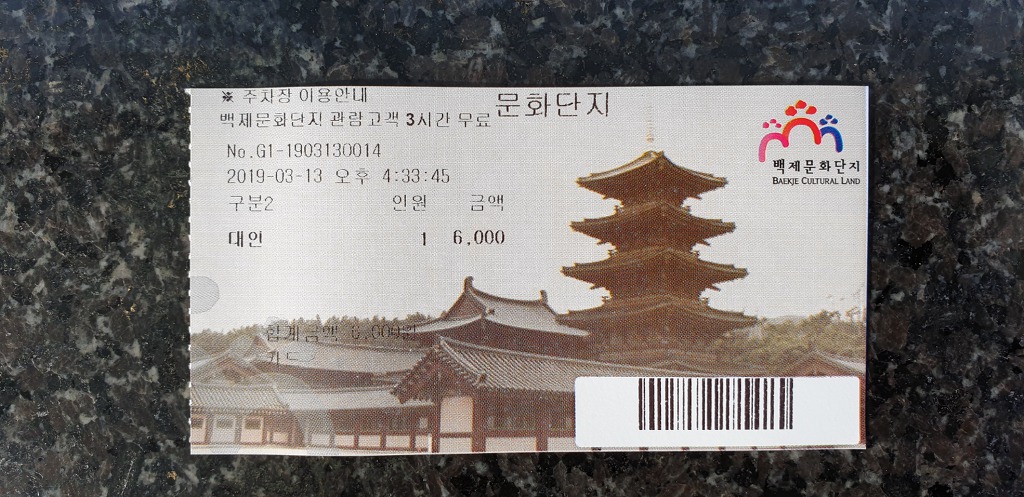 ※ 주차장 이용안내
문화단지
백제문화단지 관람고객 3시간 무료
No.G1-1903130014
2019-03-13 오후 4:33:45
구분2 인원 금액
대인 1 6,000
합계금액 6,000원
카드
백제문화단지
BAEKJE CULTURAL LAND